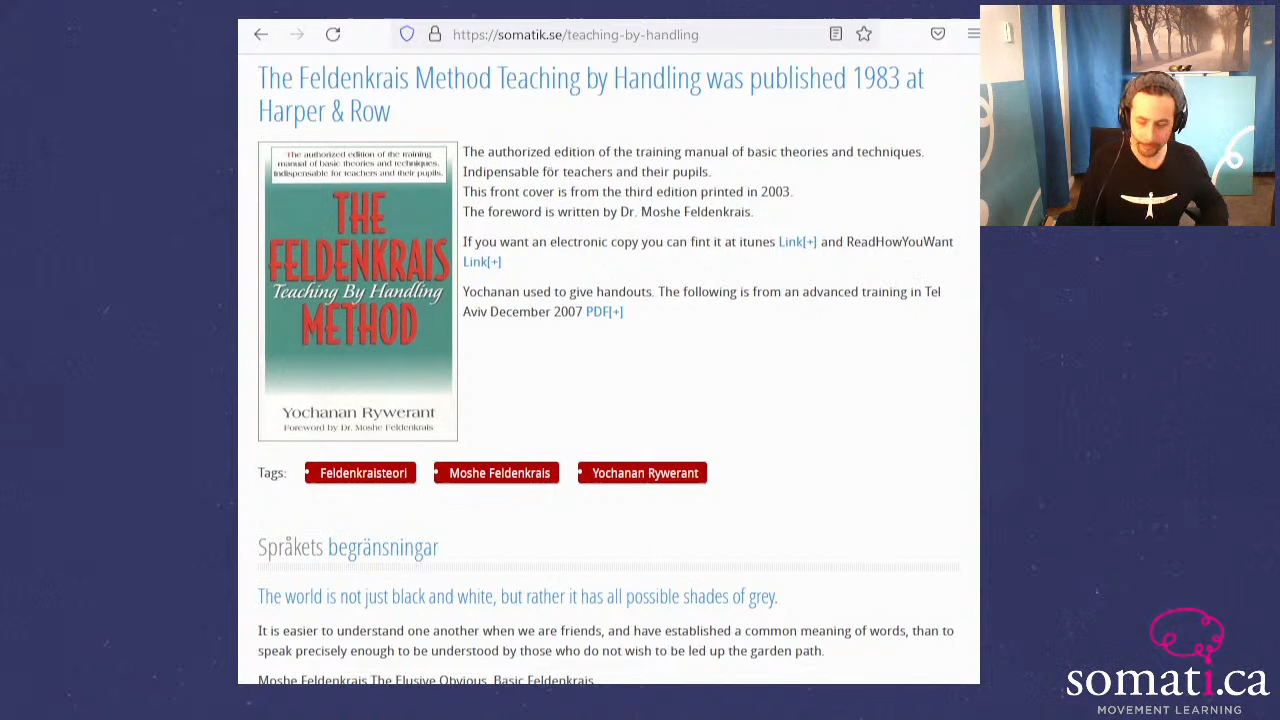 https://somatik.se/teaching-by-handling
The Feldenkrais Method Teaching by Handling was published 1983 at
Harper & Row
The authorized edition of the training
manual of basic theories and techniques.
Indispensable for teachers and their pupils.
THE
FELDENKRAIS
Teaching By Handling
METHOD
Yochanan Rywerant
Foreword by Dr. Moshe Feldenkrais
The authorized edition of the training manual of basic theories and techniques.
Indipensable för teachers and their pupils.
This front cover is from the third edition printed in 2003.
The foreword is written by Dr. Moshe Feldenkrais.
If you want an electronic copy you can fint it at itunes Link[+] and ReadHowYouWant
Link[+]
Yochanan used to give handouts. The following is from an advanced training in Tel
Aviv December 2007 PDF[+]
Tags: Feldenkraisteori Moshe Feldenkrais Yochanan Rywerant
Språkets begränsningar
The world is not just black and white, but rather it has all possible shades of grey.
It is easier to understand one another when we are friends, and have established a common meaning of words, than to
speak precisely enough to be understood by those who do not wish to be led up the garden path.
Moshe Feldenkrais The Elusive Obvious, Basic Feldenkrais
somati.ca
MOVEMENT LEARNING